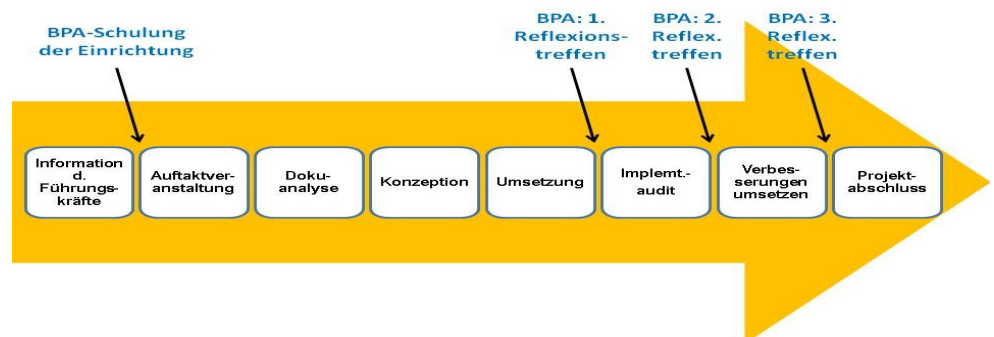 BPA-Schulung
der Einrichtung
BPA: 1.
Reflexions-
treffen
BPA: 2.
Reflex.
treffen
BPA: 3.
Reflex.
treffen
Information
d.
Führungs-
kräfte
Auftaktver-
anstaltung
Doku-
analyse
Konzeption
Umsetzung
Implemt.-
audit
Verbes-
serungen
umsetzen
Projekt-
abschluss